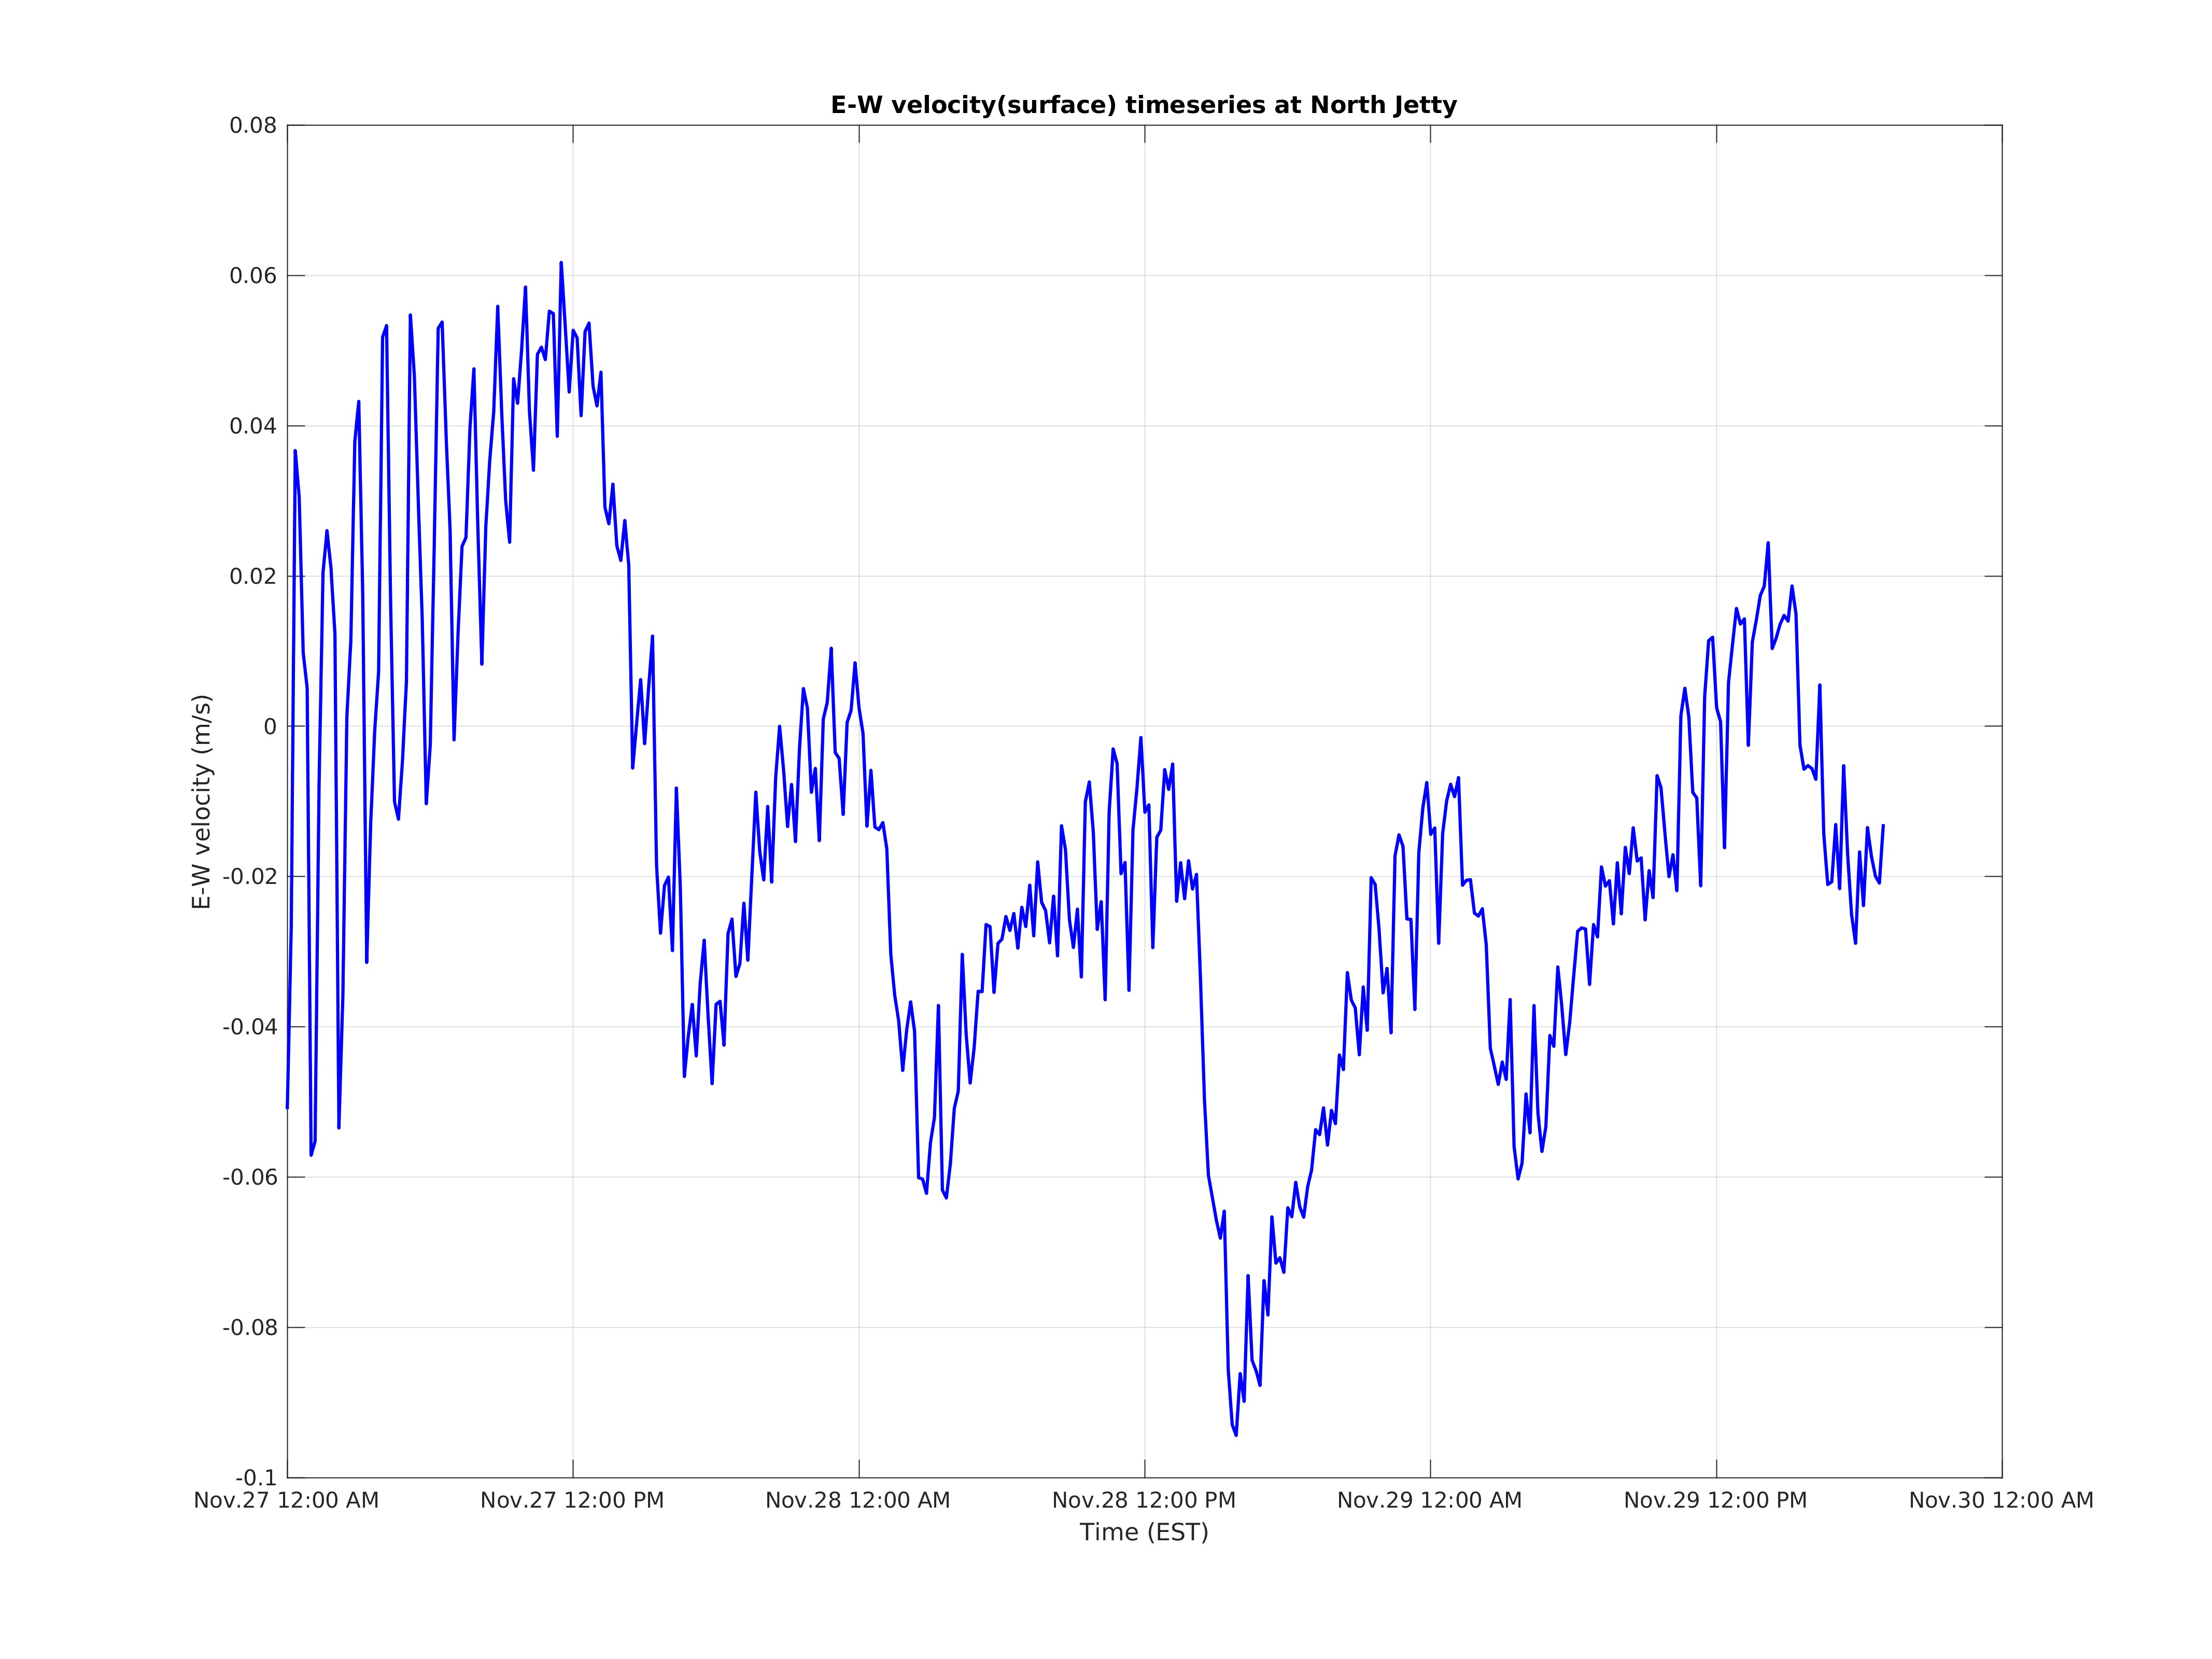 E-W velocity(surface) timeseries at North Jetty
0.08
0.06
0.04
0.02
0
-0.02
-0.04
-0.06
-0.08
-0.1
E-W velocity (m/s)
Nov.27 12:00 AM Nov.27 12:00 PM Nov.28 12:00 AM Nov.28 12:00 PM Nov.29 12:00 AM Nov.29 12:00 PM Nov.30 12:00 AM
Time (EST)